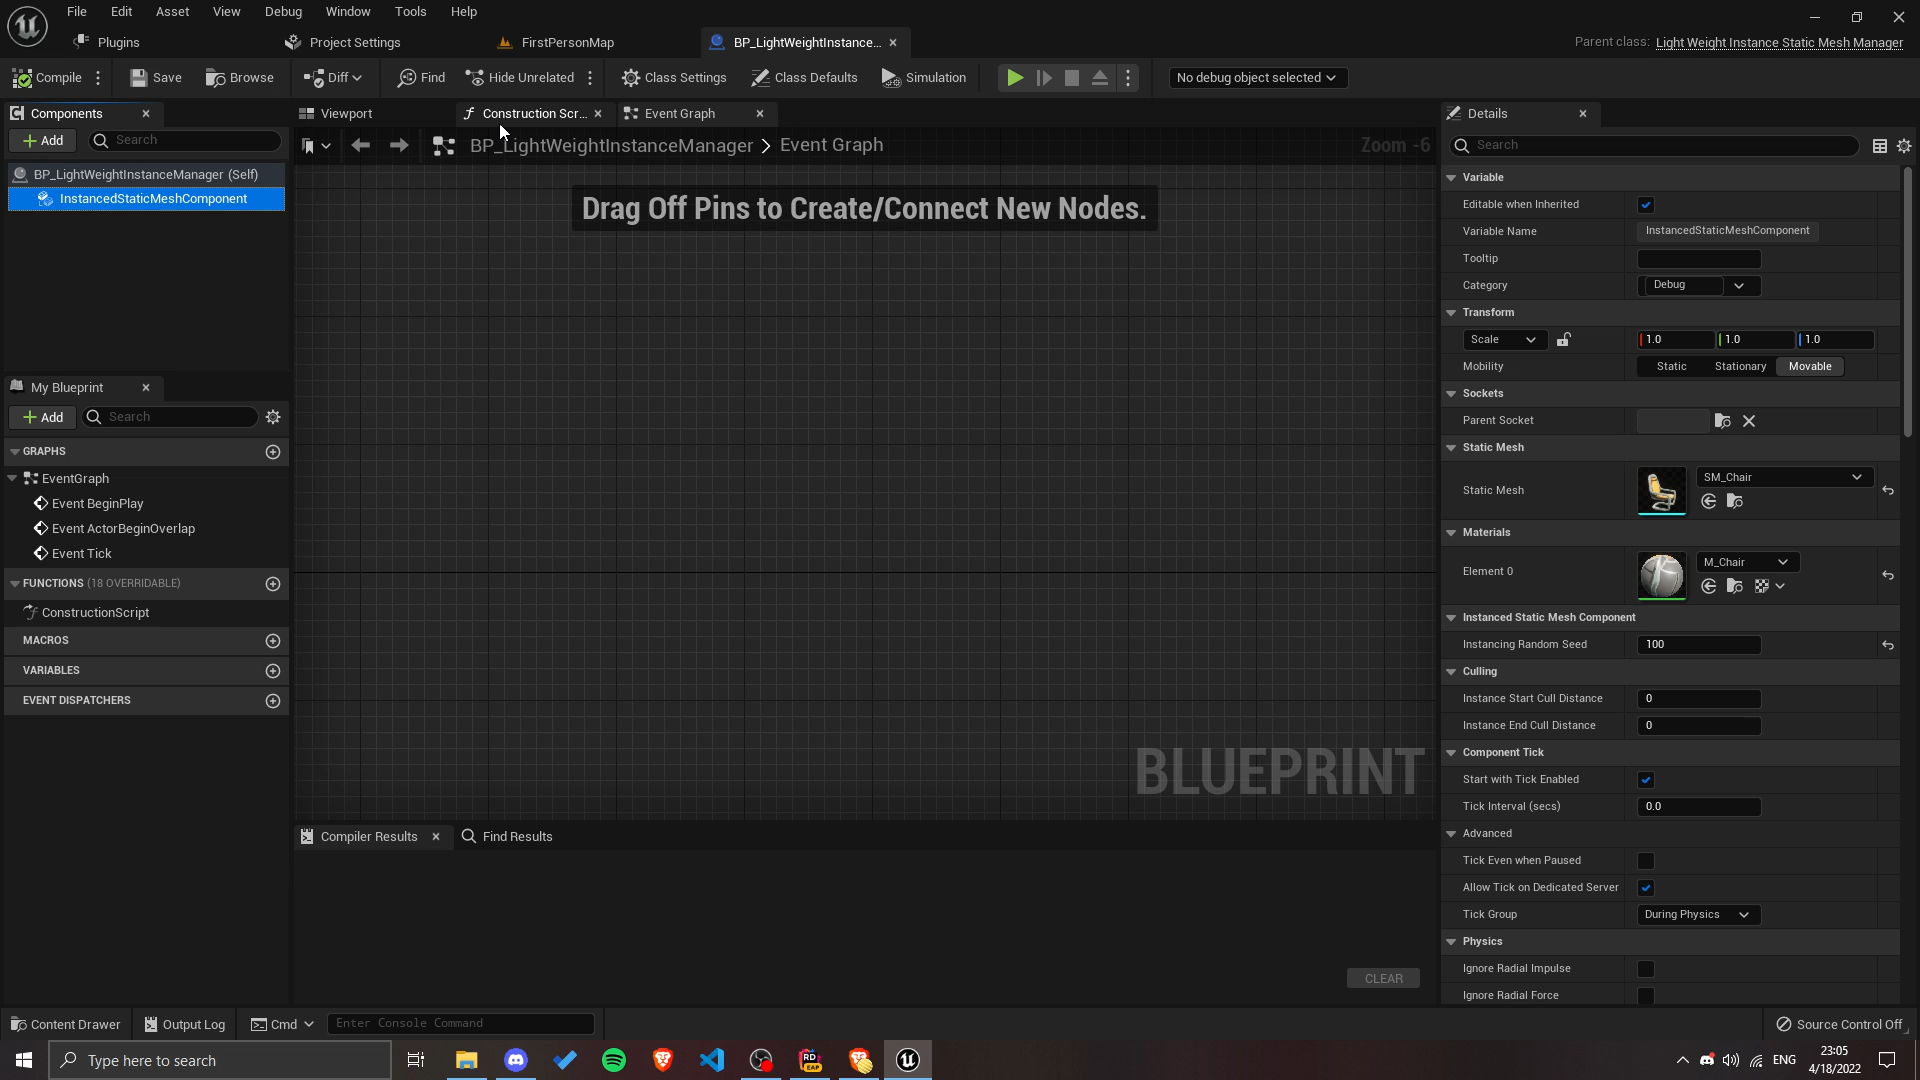 File Edit Asset View Debug Window Tools Help
Plugins Project Settings FirstPersonMap BP_LightWeightInstance... Parent class: Light Weight Instance Static Mesh Manager
Compile Save Browse Diff Find Hide Unrelated Class Settings Class Defaults Simulation No debug object selected
Components
Add Search
BP_LightWeightInstanceManager (Self)
InstancedStaticMeshComponent
My Blueprint
Add Search
GRAPHS
EventGraph
Event BeginPlay
Event ActorBeginOverlap
Event Tick
FUNCTIONS (18 OVERRIDABLE)
ConstructionScript
MACROS
VARIABLES
EVENT DISPATCHERS
Viewport Construction Scr... Event Graph
BP_LightWeightInstanceManager > Event Graph Zoom -6
Drag Off Pins to Create/Connect New Nodes.
BLUEPRINT
Compiler Results Find Results
CLEAR
Details
Search
Variable
Editable when Inherited
Variable Name InstancedStaticMeshComponent
Tooltip
Category Debug
Transform
Scale 1.0 1.0 1.0
Mobility Static Stationary Movable
Sockets
Parent Socket
Static Mesh
Static Mesh SM_Chair
Materials
Element 0 M_Chair
Instanced Static Mesh Component
Instancing Random Seed 100
Culling
Instance Start Cull Distance 0
Instance End Cull Distance 0
Component Tick
Start with Tick Enabled
Tick Interval (secs) 0.0
Advanced
Tick Even when Paused
Allow Tick on Dedicated Server
Tick Group During Physics
Physics
Ignore Radial Impulse
Ignore Radial Force
Content Drawer Output Log Cmd Enter Console Command Source Control Off
Type here to search RD EAP ENG 23:05
4/18/2022